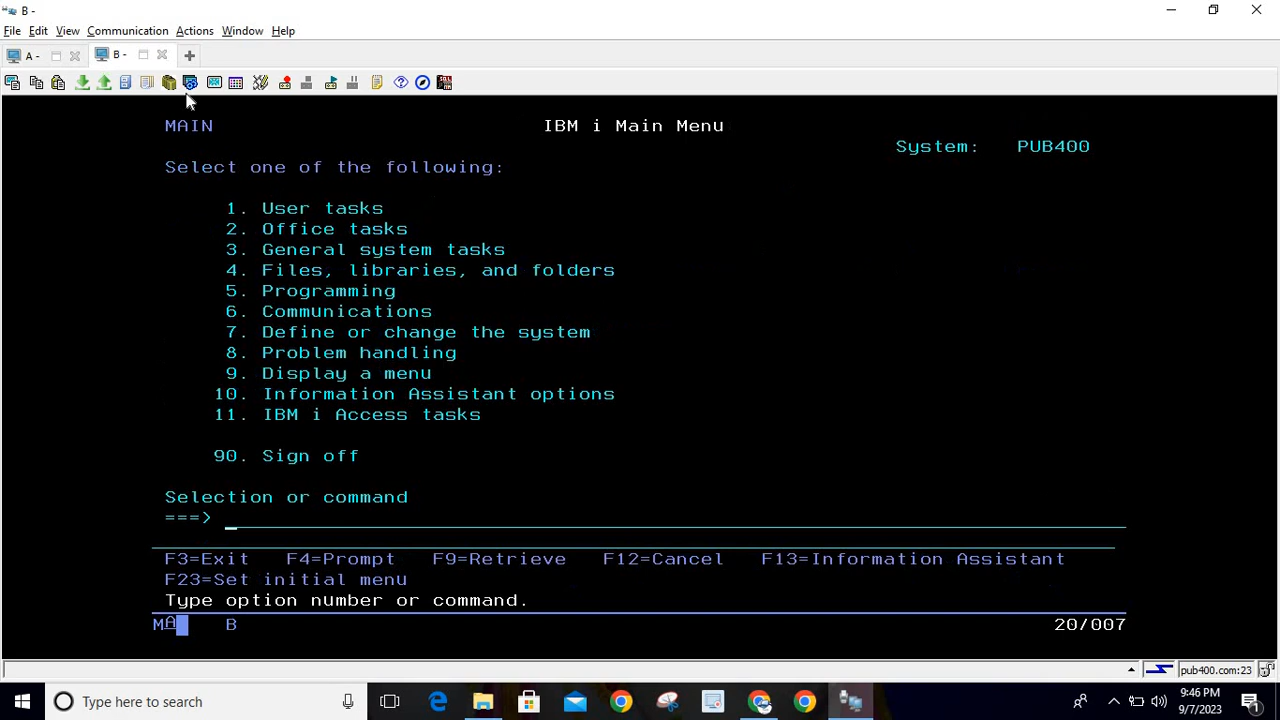 B -
File Edit View Communication Actions Window Help
A - B -
MAIN IBM i Main Menu
System: PUB400
Select one of the following:
1. User tasks
2. Office tasks
3. General system tasks
4. Files, libraries, and folders
5. Programming
6. Communications
7. Define or change the system
8. Problem handling
9. Display a menu
10. Information Assistant options
11. IBM i Access tasks
90. Sign off
Selection or command
===>
F3=Exit F4=Prompt F9=Retrieve F12=Cancel F13=Information Assistant
F23=Set initial menu
Type option number or command.
MA B 20/007
pub400.com:23
Type here to search
9:46 PM
9/7/2023
1